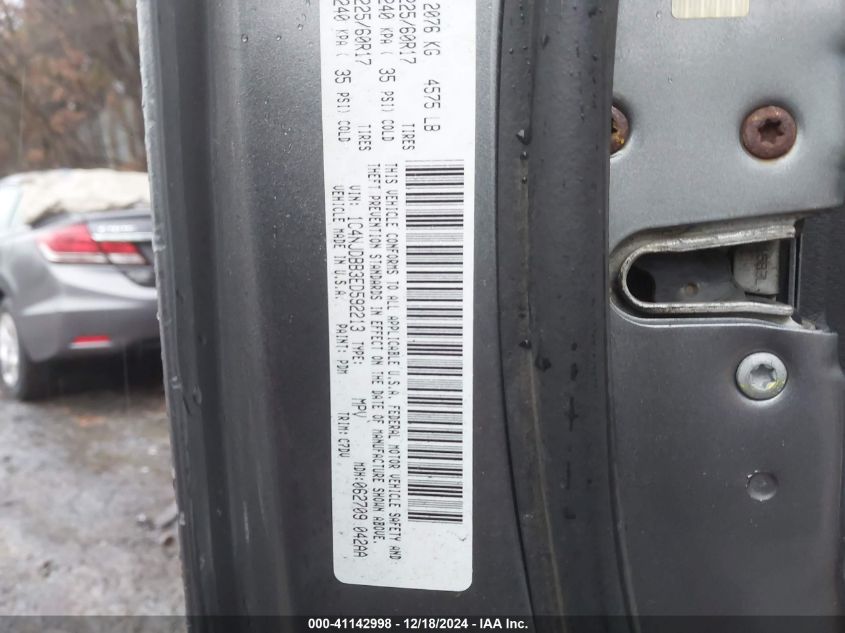 2076 KG 4575 LB
225/60R17 TIRES
240 KPA ( 35 PSI) COLD
225/60R17 TIRES
240 KPA ( 35 PSI) COLD
THIS VEHICLE CONFORMS TO ALL APPLICABLE U.S.A. FEDERAL MOTOR VEHICLE SAFETY AND
THEFT PREVENTION STANDARDS IN EFFECT ON THE DATE OF MANUFACTURE SHOWN ABOVE.
VIN: 1C4NJDBB3ED592213 TYPE: MPV MDH:062709 042AA
VEHICLE MADE IN U.S.A. PAINT: PDM TRIM: C7DV
000-41142998 - 12/18/2024 - IAA Inc.